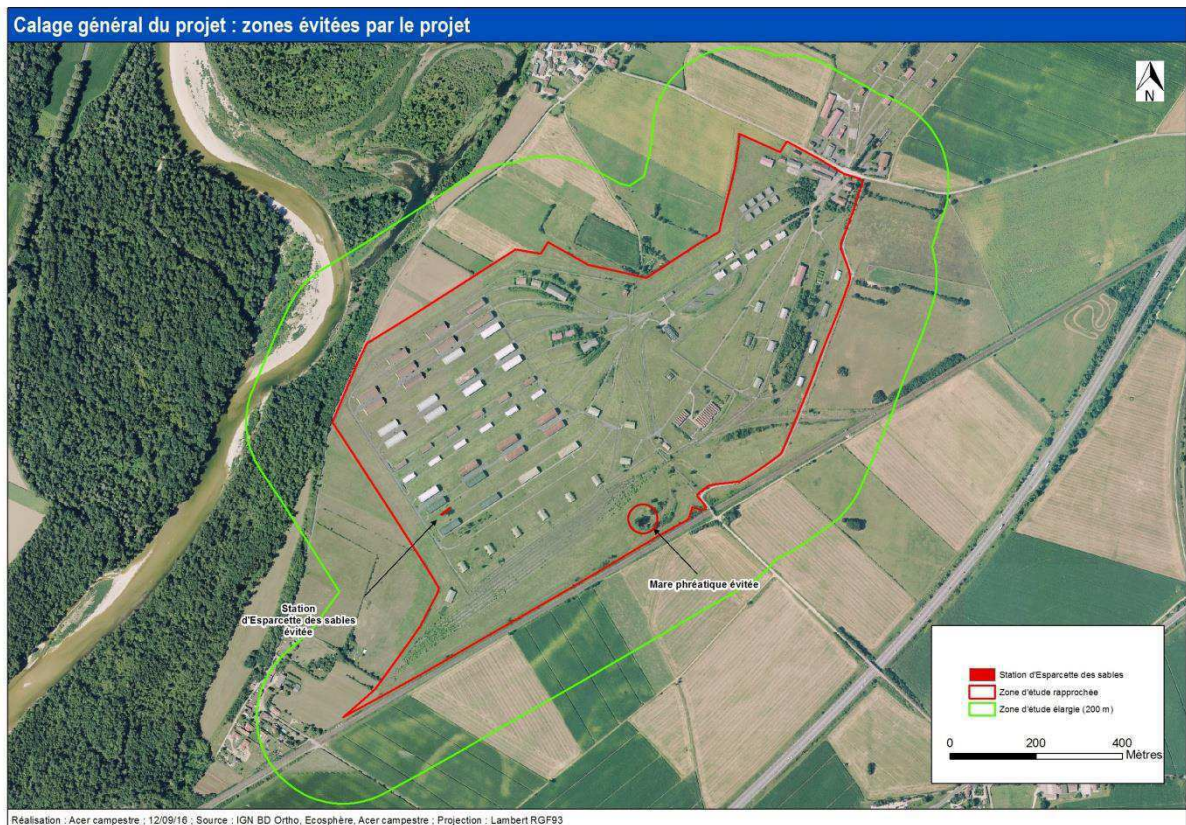 Calage général du projet : zones évitées par le projet
N
Mare phréatique évitée
Station
d'Esparcette des sables
évitée
Station d'Esparcette des sables
Zone d'étude rapprochée
Zone d'étude élargie (200 m)
0 200 400
Mètres
Réalisation : Acer campestre ; 12/09/16 ; Source : IGN BD Ortho, Ecosphère, Acer campestre ; Projection : Lambert RGF93